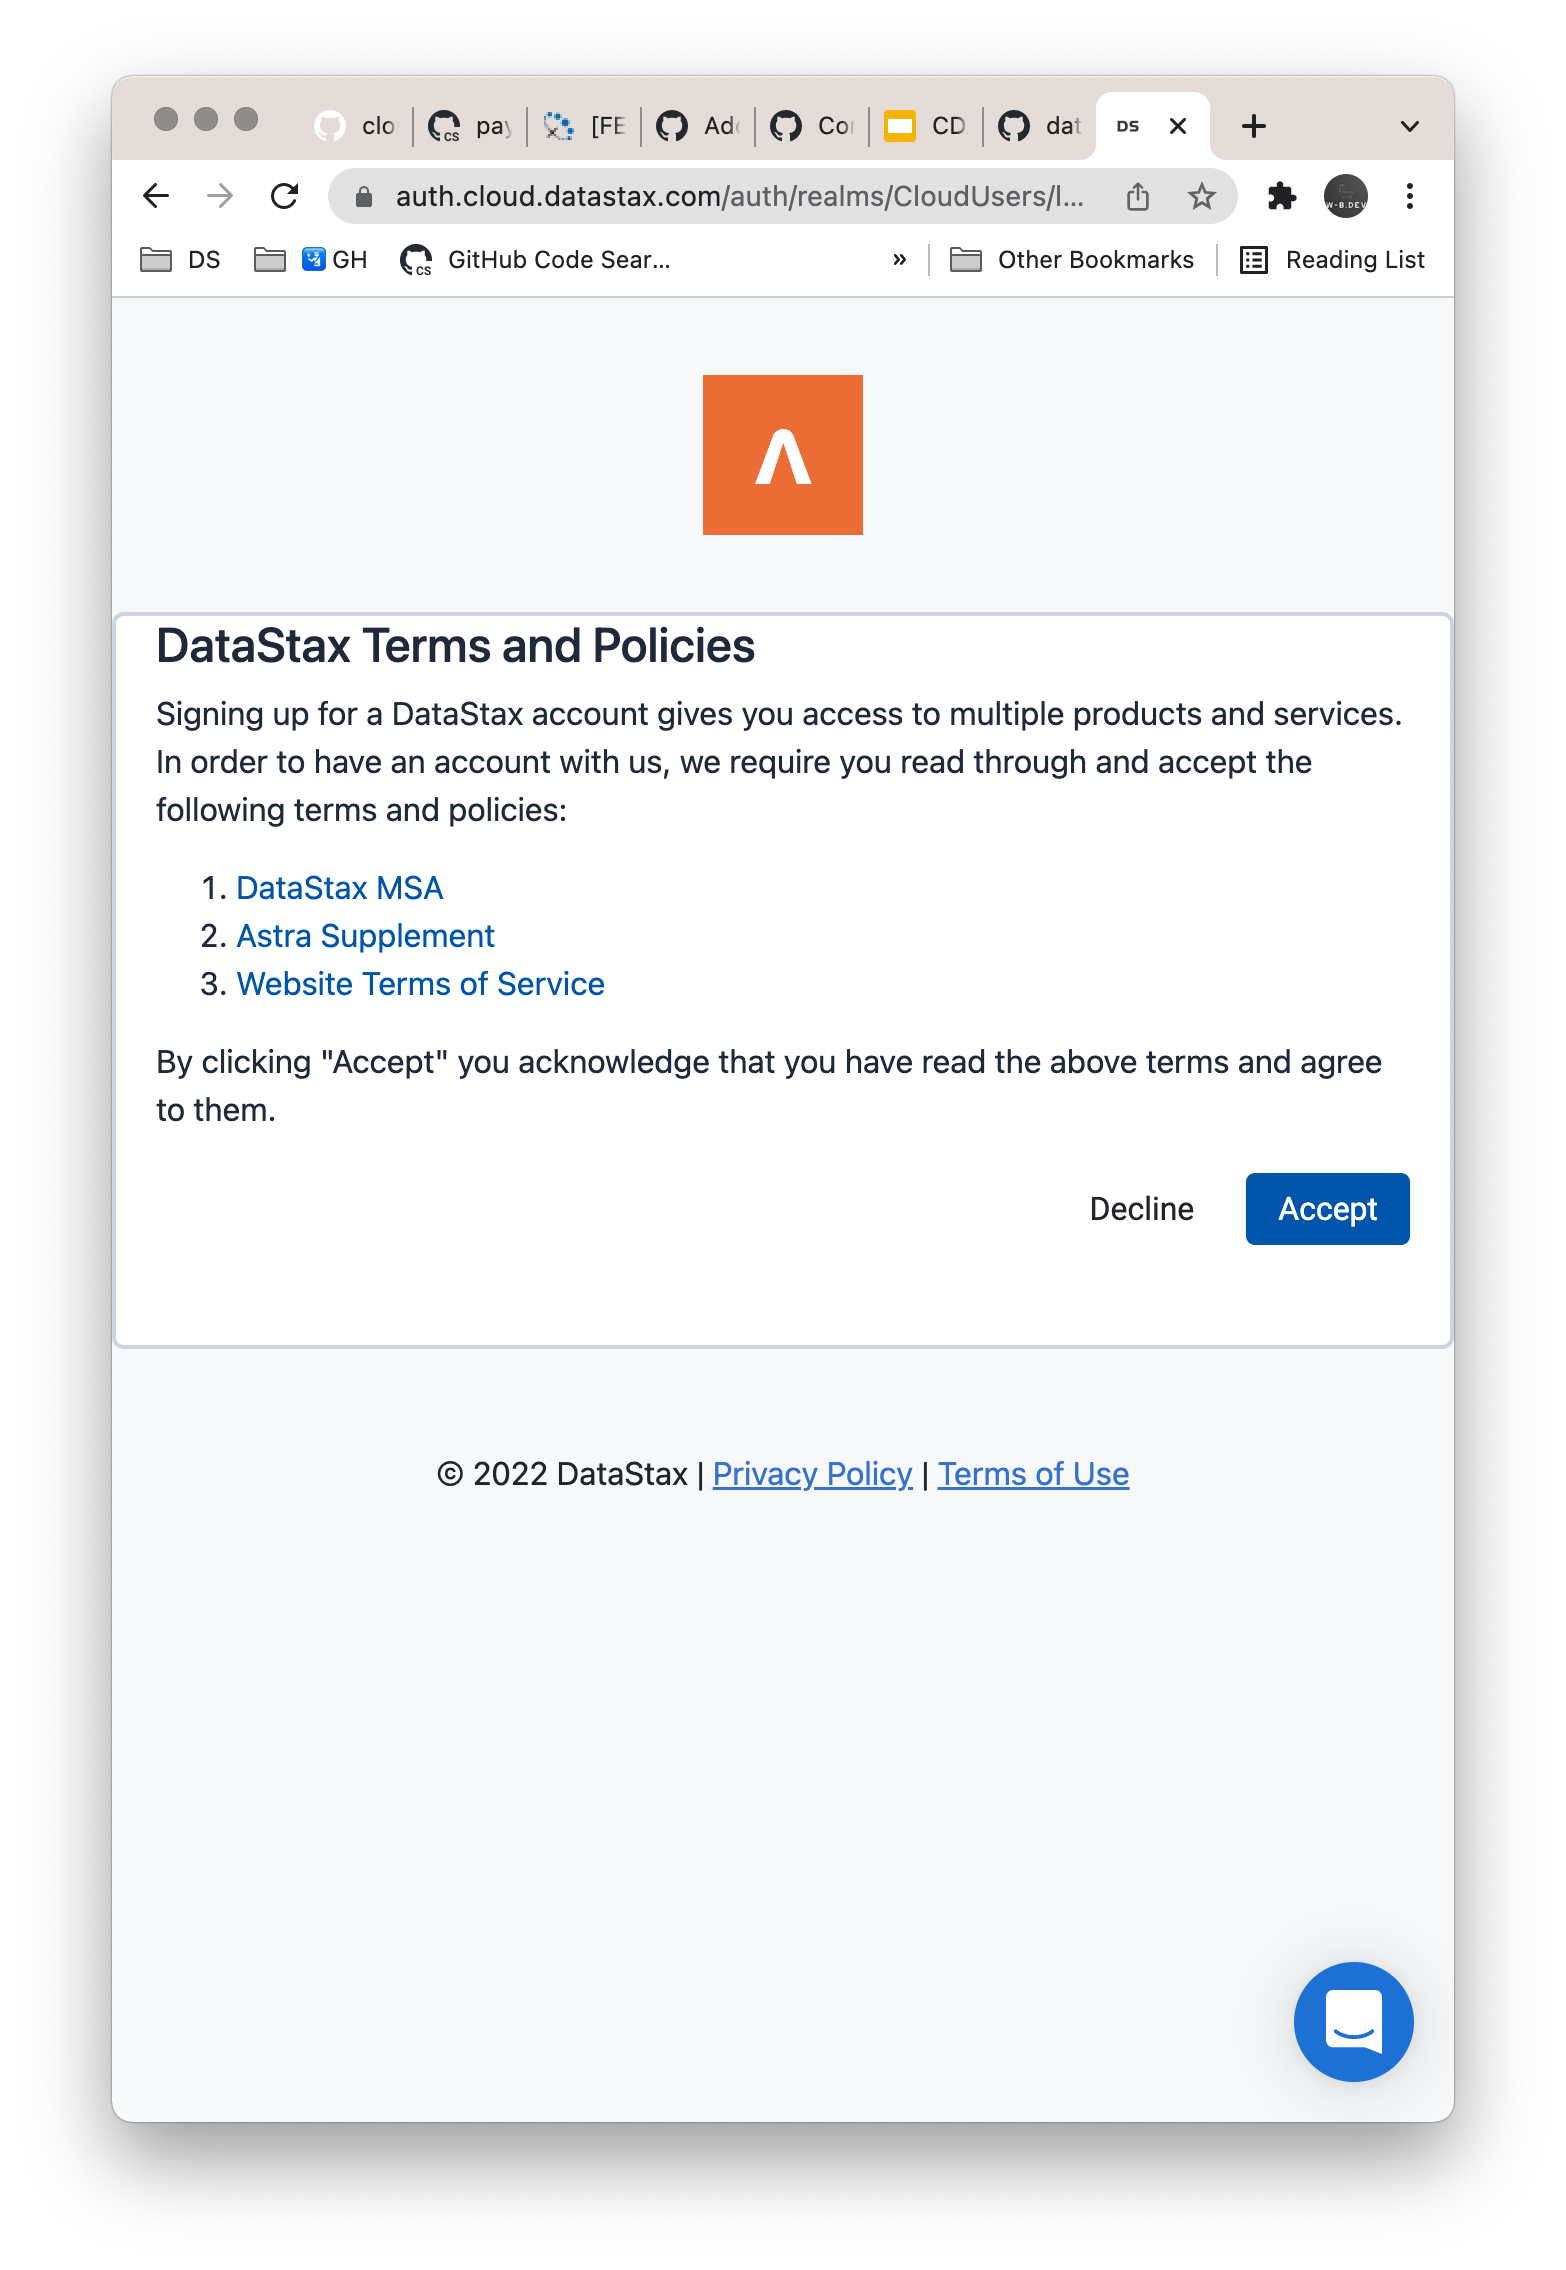 clo
pay
[FE
Ad
Co
CD
dat
DS
auth.cloud.datastax.com/auth/realms/CloudUsers/l...
W-B.DEV
DS
GH
CS
GitHub Code Sear...
»
Other Bookmarks
Reading List
DataStax Terms and Policies
Signing up for a DataStax account gives you access to multiple products and services.
In order to have an account with us, we require you read through and accept the
following terms and policies:
1. DataStax MSA
2. Astra Supplement
3. Website Terms of Service
By clicking "Accept" you acknowledge that you have read the above terms and agree
to them.
Decline
Accept
© 2022 DataStax | Privacy Policy | Terms of Use